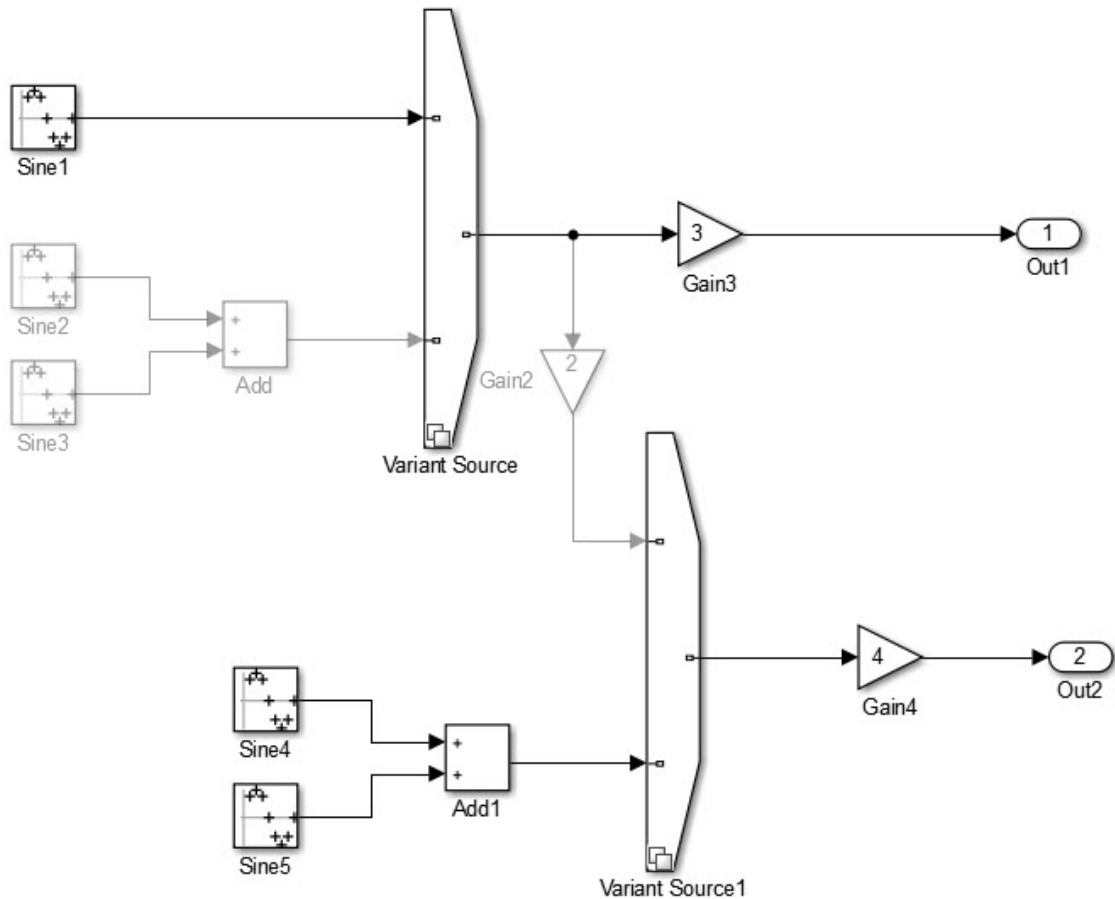 Sine1
3
Gain3
1
Out1
Sine2
+
+
Add
Gain2
2
Sine3
Variant Source
4
Gain4
2
Out2
Sine4
+
+
Add1
Sine5
Variant Source1